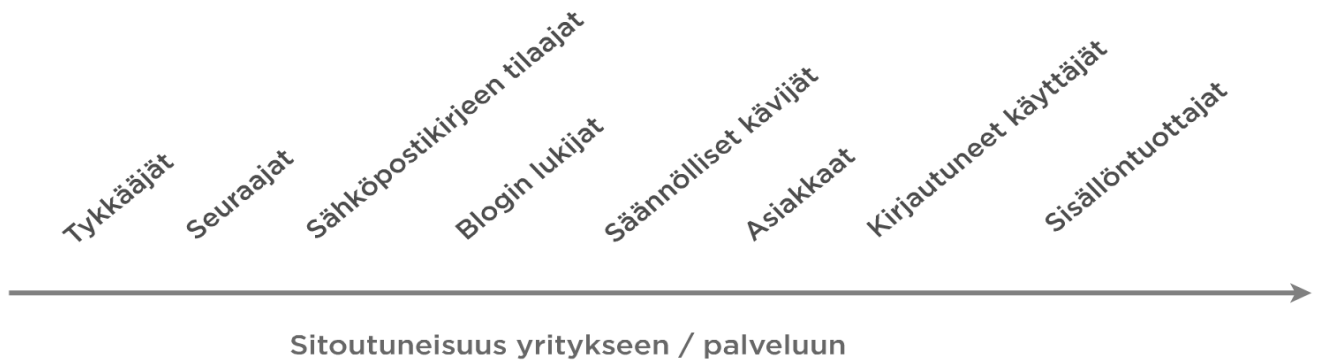 Tykkääjät
Seuraajat
Sähköpostikirjeen tilaajat
Blogin lukijat
Säännölliset kävijät
Asiakkaat
Kirjautuneet käyttäjät
Sisällöntuottajat
Sitoutuneisuus yritykseen / palveluun